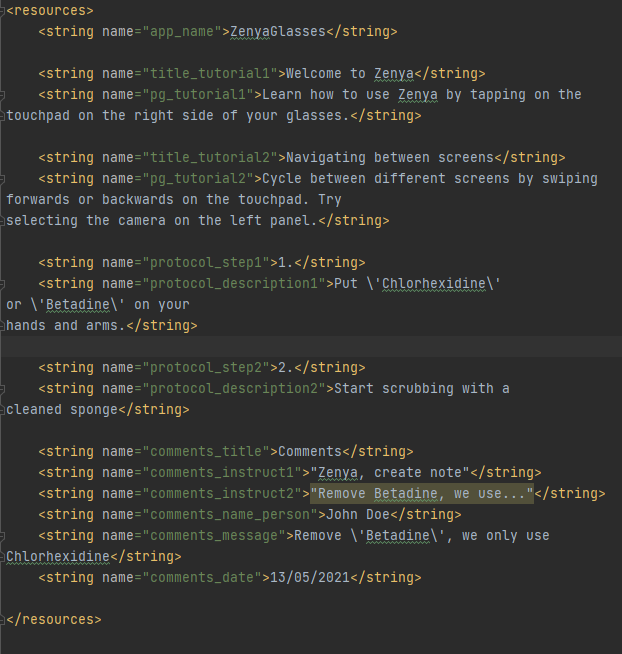 <resources>
    <string name="app_name">ZenyaGlasses</string>

    <string name="title_tutorial1">Welcome to Zenya</string>
    <string name="pg_tutorial1">Learn how to use Zenya by tapping on the
touchpad on the right side of your glasses.</string>

    <string name="title_tutorial2">Navigating between screens</string>
    <string name="pg_tutorial2">Cycle between different screens by swiping
forwards or backwards on the touchpad. Try
selecting the camera on the left panel.</string>

    <string name="protocol_step1">1.</string>
    <string name="protocol_description1">Put \'Chlorhexidine\'
or \'Betadine\' on your
hands and arms.</string>

    <string name="protocol_step2">2.</string>
    <string name="protocol_description2">Start scrubbing with a
cleaned sponge</string>

    <string name="comments_title">Comments</string>
    <string name="comments_instruct1">"Zenya, create note"</string>
    <string name="comments_instruct2">"Remove Betadine, we use..."</string>
    <string name="comments_name_person">John Doe</string>
    <string name="comments_message">Remove \'Betadine\', we only use
Chlorhexidine</string>
    <string name="comments_date">13/05/2021</string>

</resources>